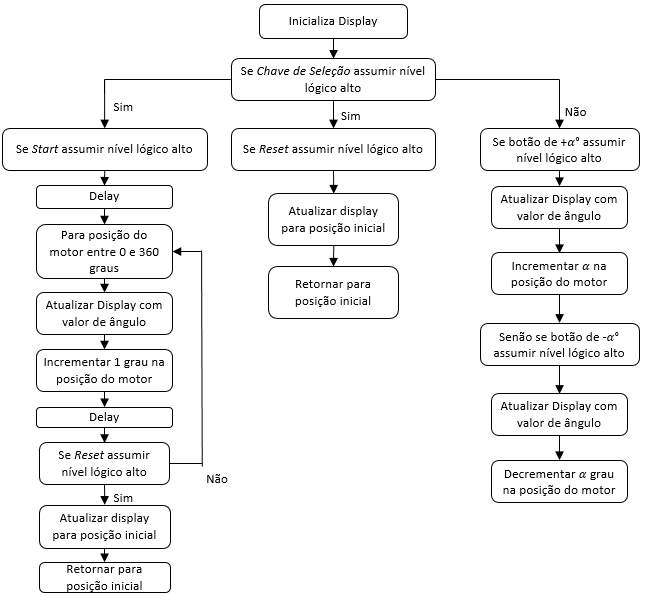 Inicializa Display
Se Chave de Seleção assumir nível
lógico alto
Sim
Se Start assumir nível lógico alto
Delay
Para posição do
motor entre 0 e 360
graus
Atualizar Display com
valor de ângulo
Incrementar 1 grau na
posição do motor
Delay
Se Reset assumir
nível lógico alto
Não
Sim
Atualizar display
para posição inicial
Retornar para
posição inicial
Sim
Se Reset assumir nível lógico alto
Atualizar display
para posição inicial
Retornar para
posição inicial
Não
Se botão de +α° assumir
nível lógico alto
Atualizar Display com
valor de ângulo
Incrementar α na
posição do motor
Senão se botão de -α°
assumir nível lógico alto
Atualizar Display com
valor de ângulo
Decrementar α grau
na posição do motor